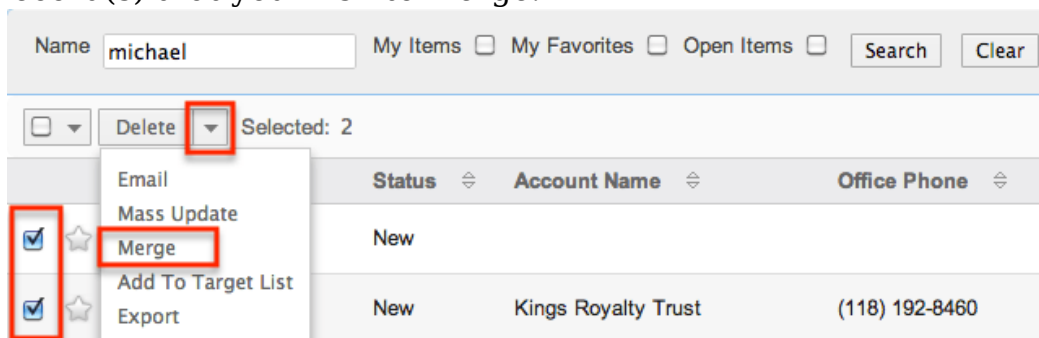 Name michael My Items My Favorites Open Items Search Clear
Delete Selected: 2
Email
Status Account Name Office Phone
Mass Update
New
Merge
Add To Target List
New Kings Royalty Trust (118) 192-8460
Export